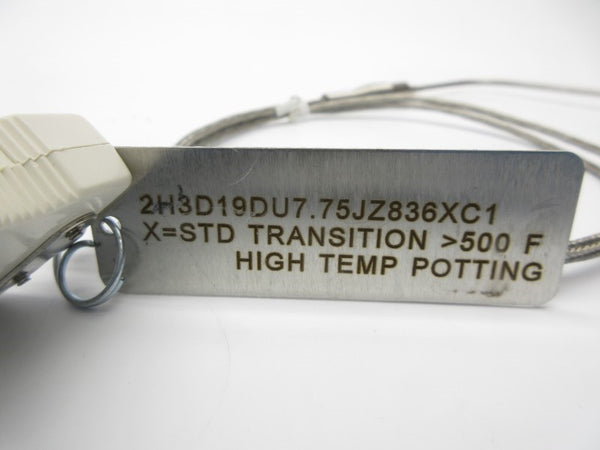 2H3D19DU7.75JZ836XC1
X=STD TRANSITION >500 F
HIGH TEMP POTTING